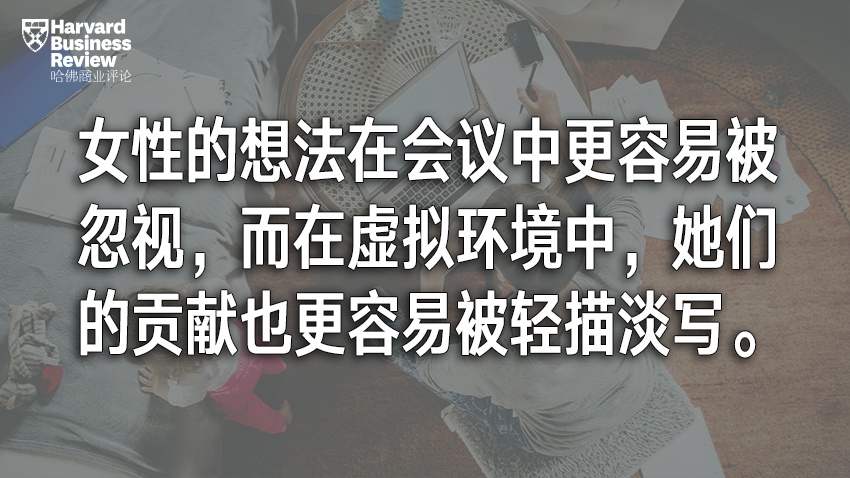 Harvard
Business
Review
哈佛商业评论
女性的想法在会议中更容易被
忽视，而在虚拟环境中，她们
的贡献也更容易被轻描淡写。